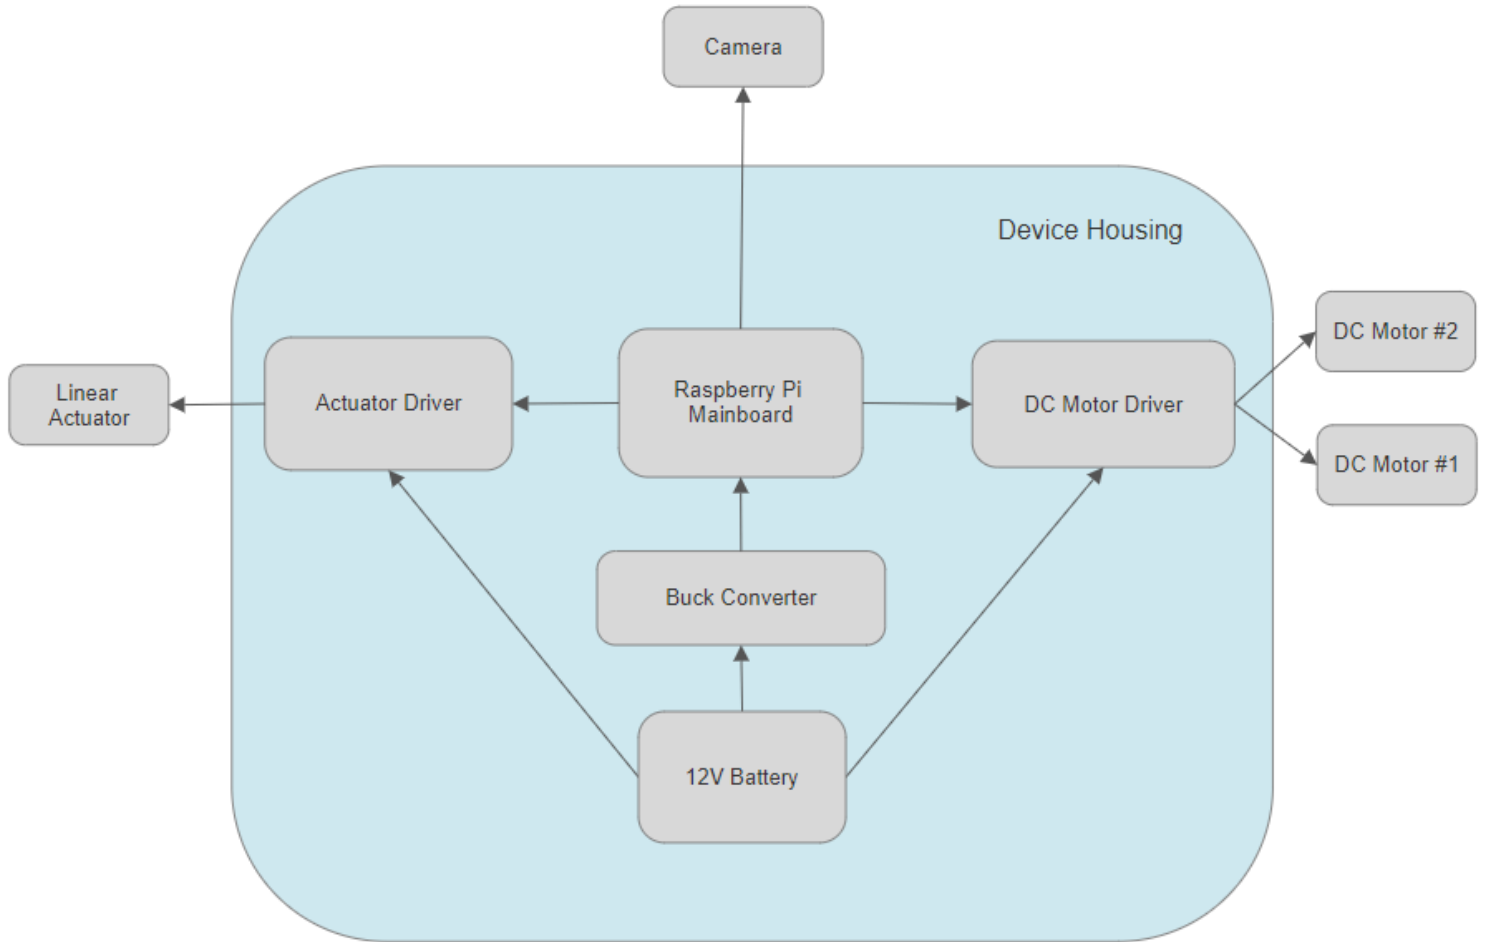 Camera
Device Housing
DC Motor #2
Linear
Actuator
Actuator Driver
Raspberry Pi
Mainboard
DC Motor Driver
DC Motor #1
Buck Converter
12V Battery